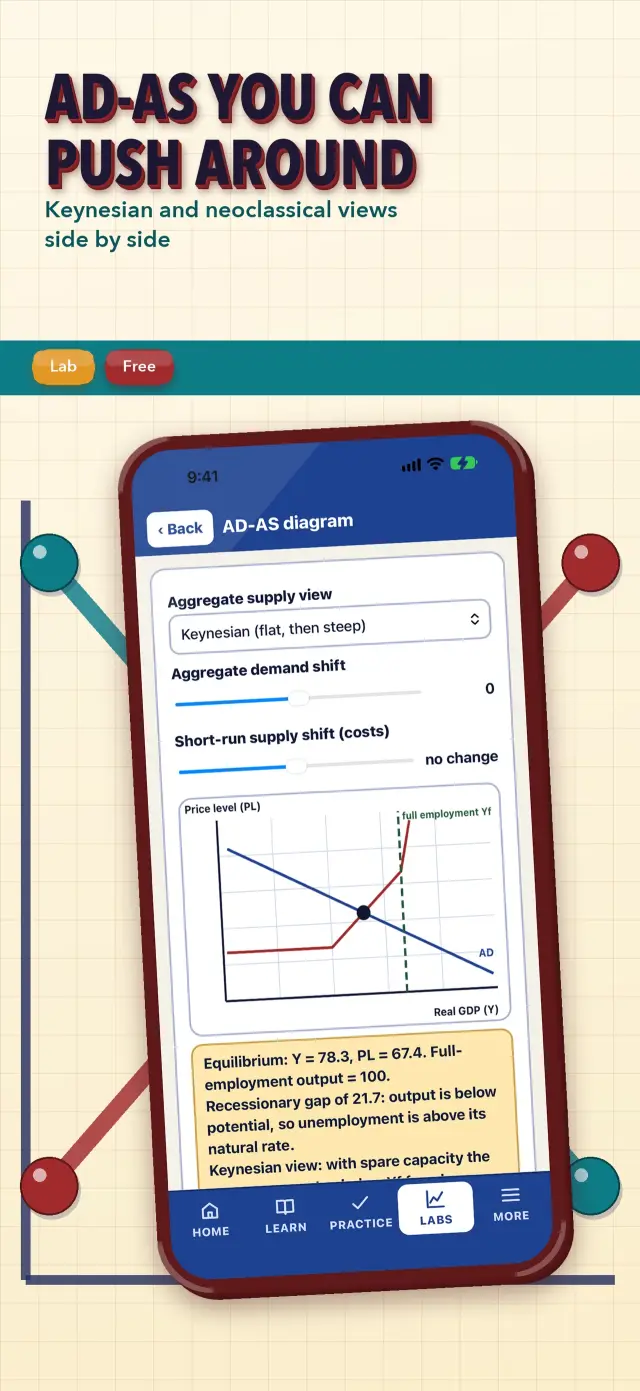 AD-AS YOU CAN
PUSH AROUND
Keynesian and neoclassical views
side by side
Lab
Free
9:41
‹ Back
AD-AS diagram
Aggregate supply view
Keynesian (flat, then steep)
Aggregate demand shift
0
Short-run supply shift (costs)
no change
Price level (PL)
full employment Yf
AD
Real GDP (Y)
Equilibrium: Y = 78.3, PL = 67.4. Full-
employment output = 100.
Recessionary gap of 21.7: output is below
potential, so unemployment is above its
natural rate.
Keynesian view: with spare capacity the
HOME
LEARN
PRACTICE
LABS
MORE